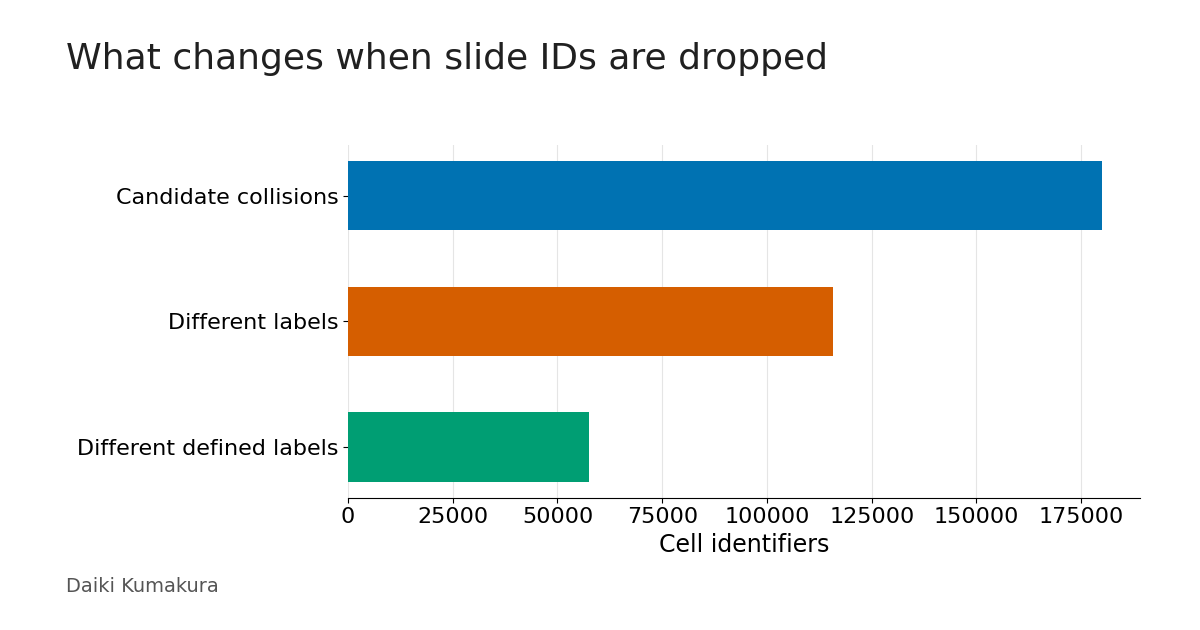 What changes when slide IDs are dropped
Candidate collisions
Different labels
Different defined labels
0 25000 50000 75000 100000 125000 150000 175000
Cell identifiers
Daiki Kumakura